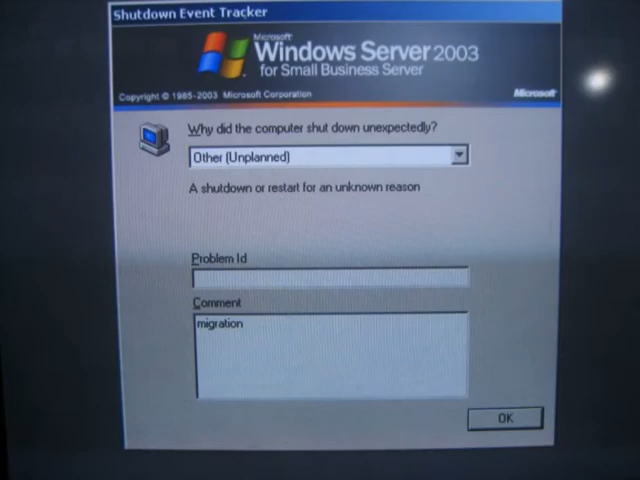 Shutdown Event Tracker
Microsoft
Windows Server 2003
for Small Business Server
Copyright © 1985-2003 Microsoft Corporation
Microsoft
Why did the computer shut down unexpectedly?
Other (Unplanned)
A shutdown or restart for an unknown reason
Problem Id
Comment
migration
OK